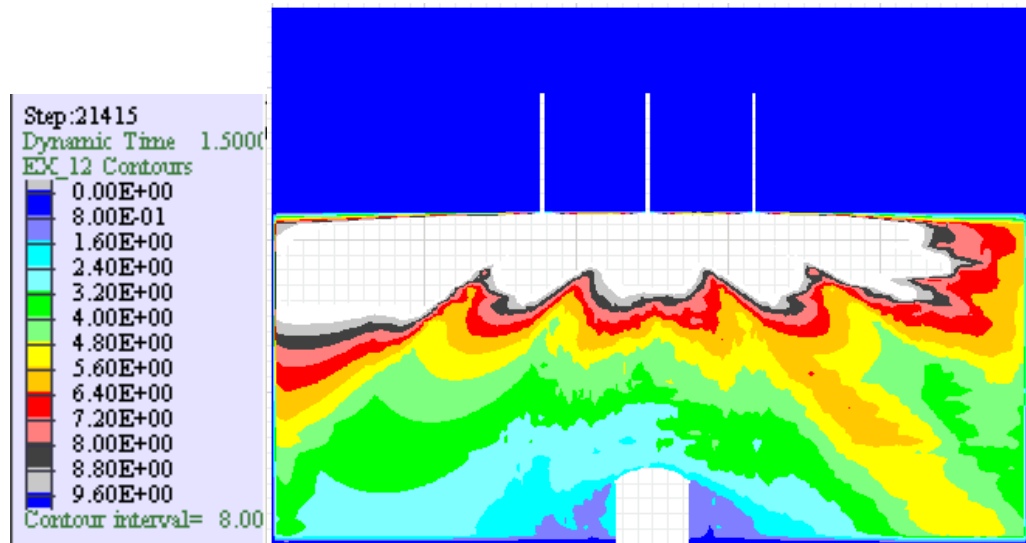 Step:21415
Dynamic Time 1.5000
EX_12 Contours
0.00E+00
8.00E-01
1.60E+00
2.40E+00
3.20E+00
4.00E+00
4.80E+00
5.60E+00
6.40E+00
7.20E+00
8.00E+00
8.80E+00
9.60E+00
Contour interval= 8.00